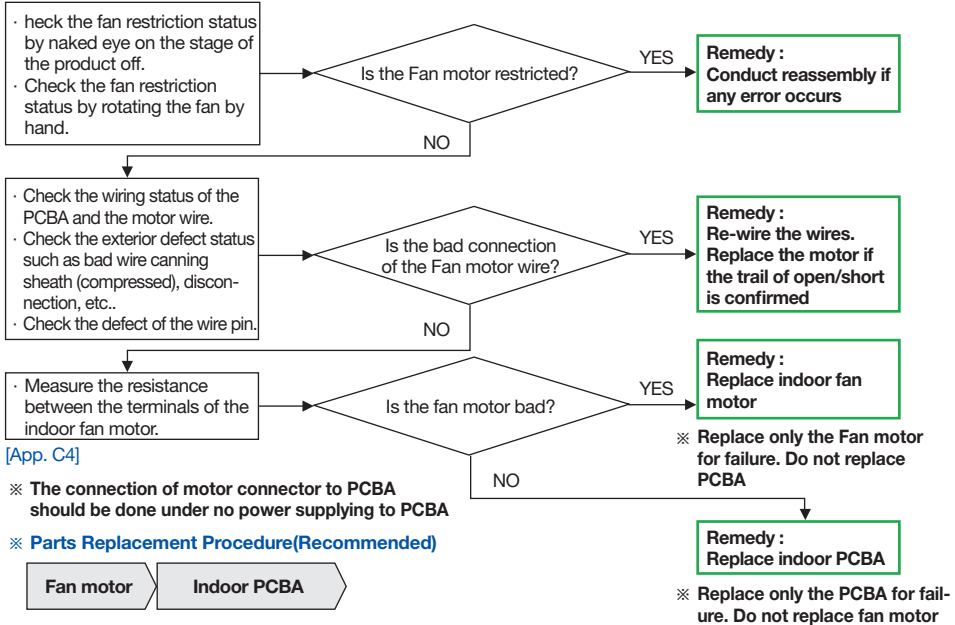 · heck the fan restriction status
by naked eye on the stage of
the product off.
· Check the fan restriction
status by rotating the fan by
hand.
Is the Fan motor restricted?
YES
Remedy :
Conduct reassembly if
any error occurs
NO
· Check the wiring status of the
PCBA and the motor wire.
· Check the exterior defect status
such as bad wire canning
sheath (compressed), discon-
nection, etc..
· Check the defect of the wire pin.
Is the bad connection
of the Fan motor wire?
YES
Remedy :
Re-wire the wires.
Replace the motor if
the trail of open/short
is confirmed
NO
· Measure the resistance
between the terminals of the
indoor fan motor.
Is the fan motor bad?
YES
Remedy :
Replace indoor fan
motor
※ Replace only the Fan motor
for failure. Do not replace
PCBA
[App. C4]
NO
※ The connection of motor connector to PCBA
should be done under no power supplying to PCBA
※ Parts Replacement Procedure(Recommended)
Fan motor
Indoor PCBA
Remedy :
Replace indoor PCBA
※ Replace only the PCBA for fail-
ure. Do not replace fan motor